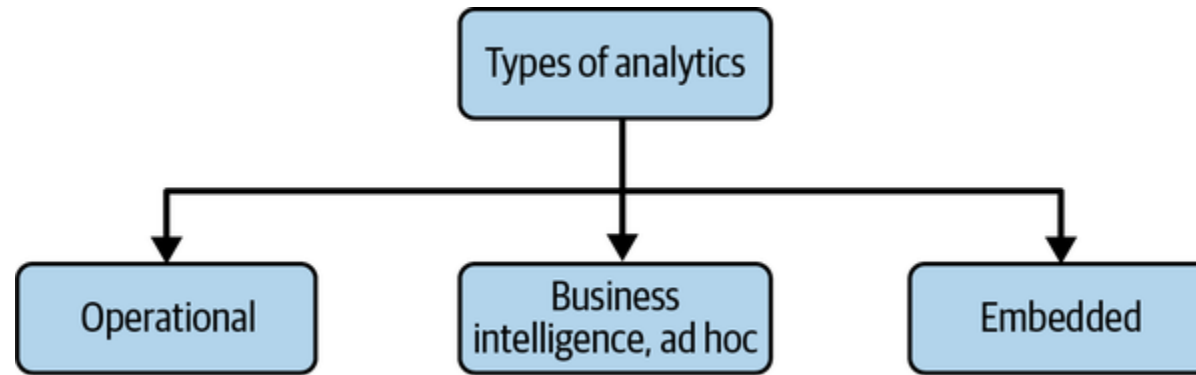 Types of analytics
Operational
Business
intelligence, ad hoc
Embedded